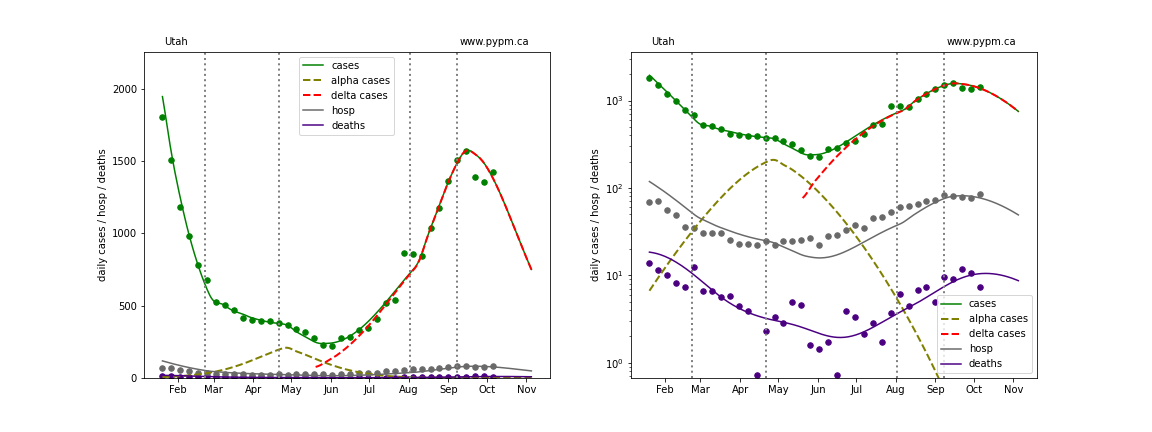 Utah www.pypm.ca
daily cases / hosp / deaths
2000
1500
1000
500
0
cases
alpha cases
delta cases
hosp
deaths
Feb Mar Apr May Jun Jul Aug Sep Oct Nov
Utah www.pypm.ca
daily cases / hosp / deaths
10³
10²
10¹
10⁰
cases
alpha cases
delta cases
hosp
deaths
Feb Mar Apr May Jun Jul Aug Sep Oct Nov